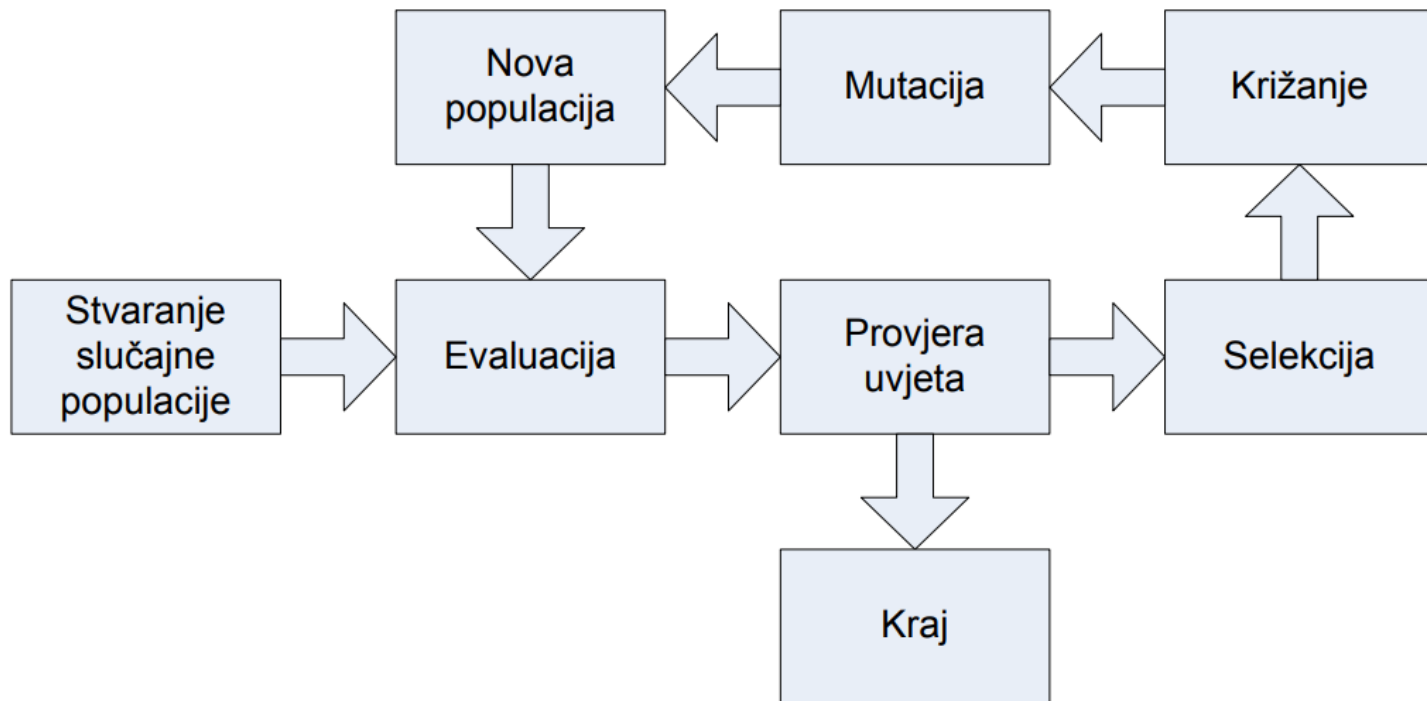 Nova
populacija
Mutacija
Križanje
Stvaranje
slučajne
populacije
Evaluacija
Provjera
uvjeta
Selekcija
Kraj